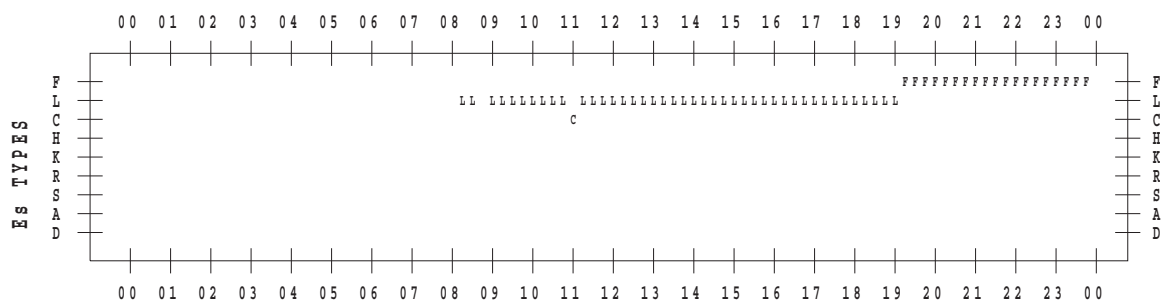 00 01 02 03 04 05 06 07 08 09 10 11 12 13 14 15 16 17 18 19 20 21 22 23 00
F FFFFFFFFFFFFFFFFFFF F
L LL LLLLLLLL LLLLLLLLLLLLLLLLLLLLLLLLLLLLLLLL L
C C C
H H
K K
R R
S S
A A
D D
Es TYPES
00 01 02 03 04 05 06 07 08 09 10 11 12 13 14 15 16 17 18 19 20 21 22 23 00